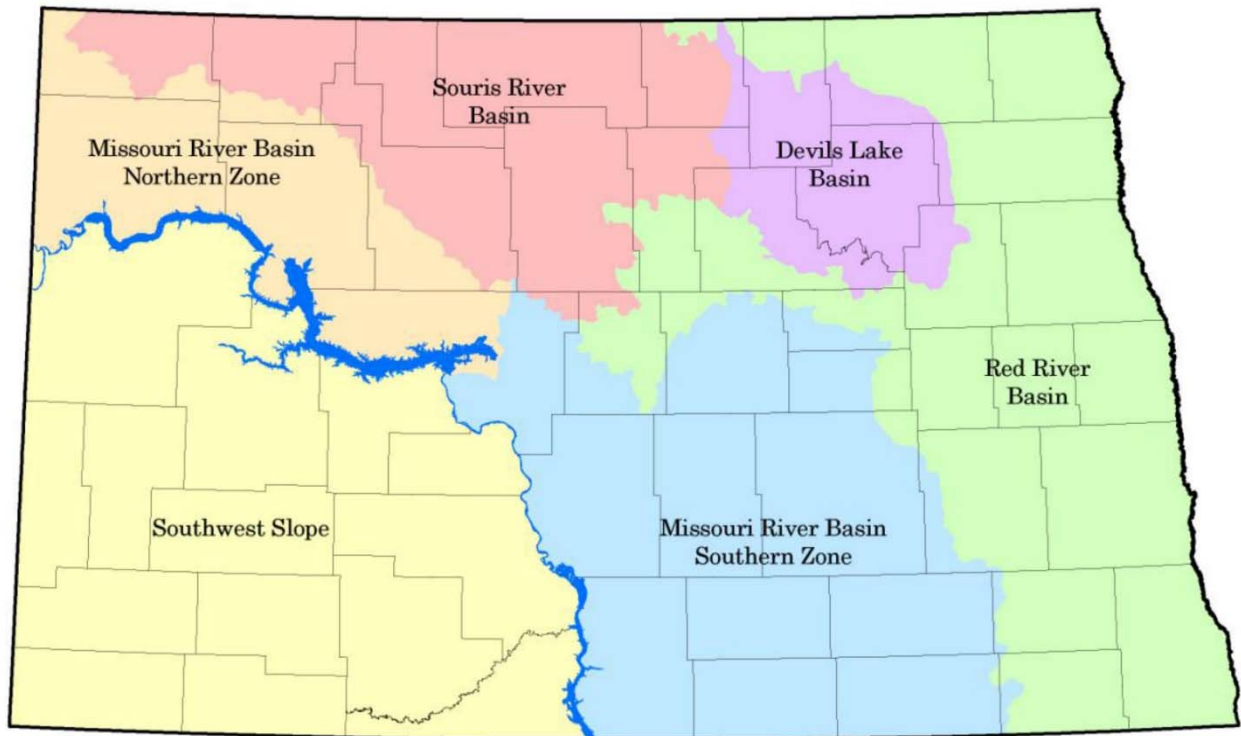 Souris River
Basin
Missouri River Basin
Northern Zone
Devils Lake
Basin
Red River
Basin
Southwest Slope
Missouri River Basin
Southern Zone